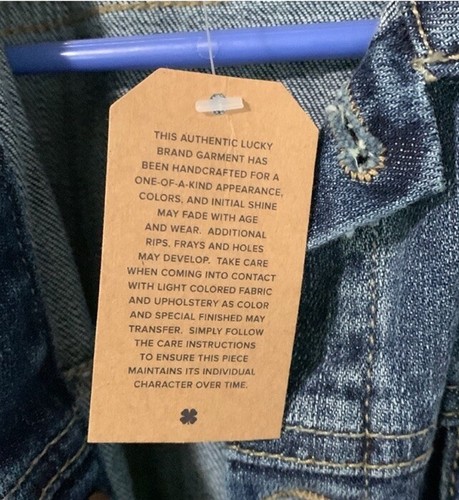 THIS AUTHENTIC LUCKY
BRAND GARMENT HAS
BEEN HANDCRAFTED FOR A
ONE-OF-A-KIND APPEARANCE,
COLORS, AND INITIAL SHINE
MAY FADE WITH AGE
AND WEAR. ADDITIONAL
RIPS, FRAYS AND HOLES
MAY DEVELOP. TAKE CARE
WHEN COMING INTO CONTACT
WITH LIGHT COLORED FABRIC
AND UPHOLSTERY AS COLOR
AND SPECIAL FINISHED MAY
TRANSFER. SIMPLY FOLLOW
THE CARE INSTRUCTIONS
TO ENSURE THIS PIECE
MAINTAINS ITS INDIVIDUAL
CHARACTER OVER TIME.